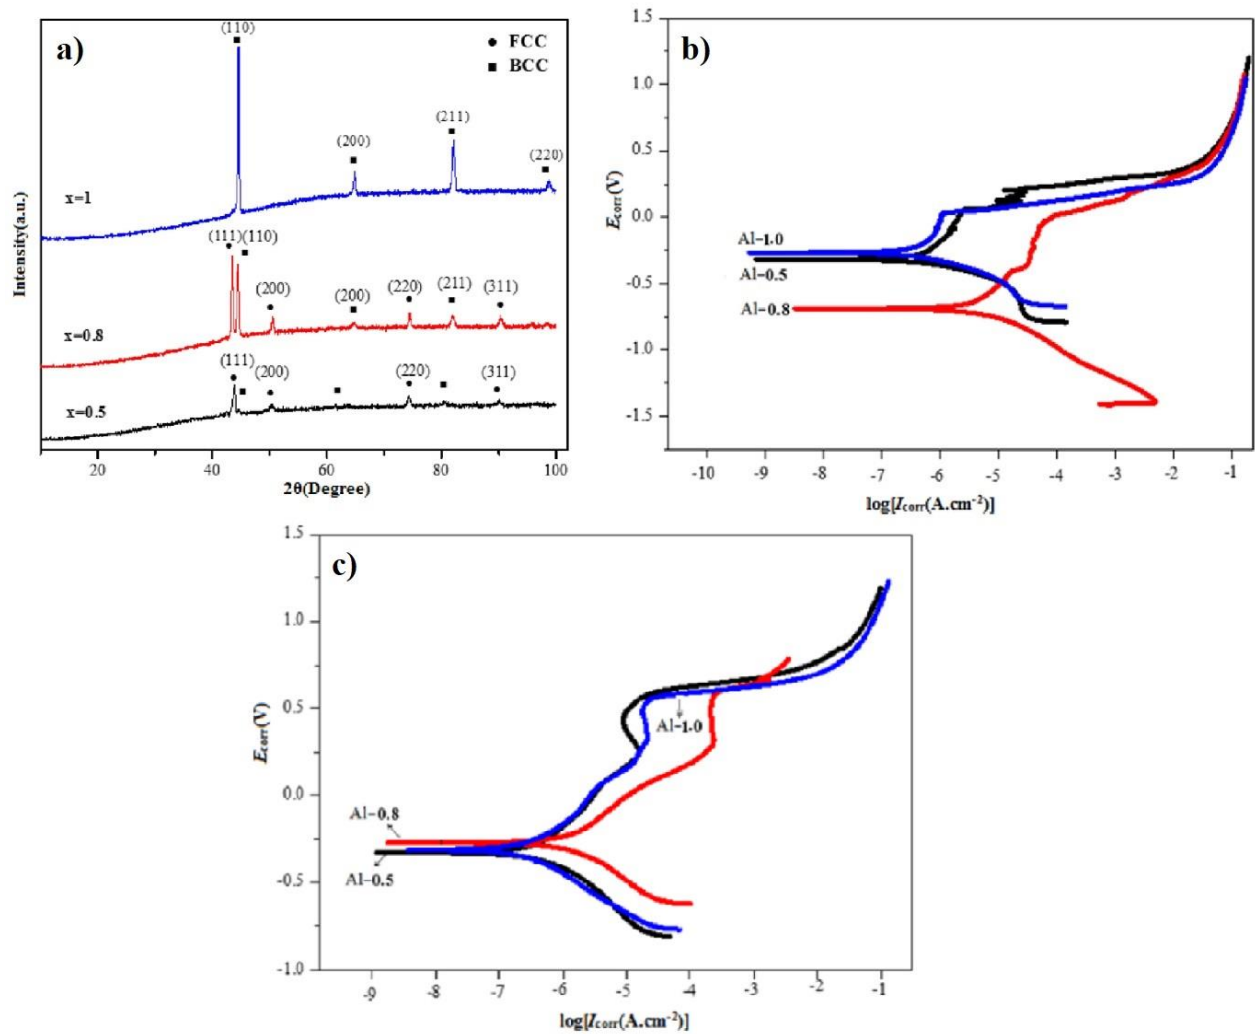 a)
(110)
● FCC
■ BCC
(211)
(200)
(220)
x=1
(111)(110)
(200)
(200)
(220)
(211)
(311)
x=0.8
(111)
(200)
(220)
(311)
x=0.5
Intensity(a.u.)
20
40
60
80
100
2θ(Degree)
b)
1.5
1.0
0.5
0.0
-0.5
-1.0
-1.5
Ecorr(V)
Al-1.0
Al-0.5
Al-0.8
-10
-9
-8
-7
-6
-5
-4
-3
-2
-1
log[Icorr(A.cm-2)]
c)
1.5
1.0
0.5
0.0
-0.5
-1.0
Ecorr(V)
Al-1.0
Al-0.8
Al-0.5
-9
-8
-7
-6
-5
-4
-3
-2
-1
log[Icorr(A.cm-2)]